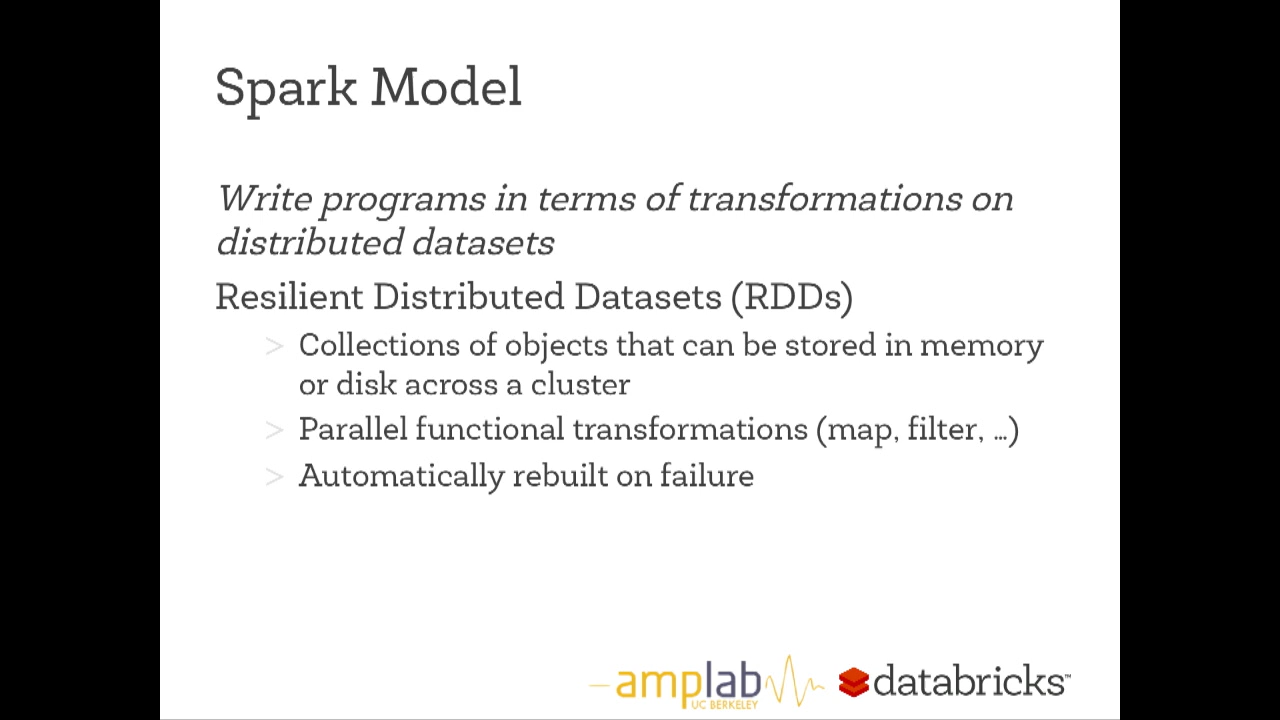 Spark Model
Write programs in terms of transformations on
distributed datasets
Resilient Distributed Datasets (RDDs)
> Collections of objects that can be stored in memory
or disk across a cluster
> Parallel functional transformations (map, filter, …)
> Automatically rebuilt on failure
amplab
UC BERKELEY
databricks™